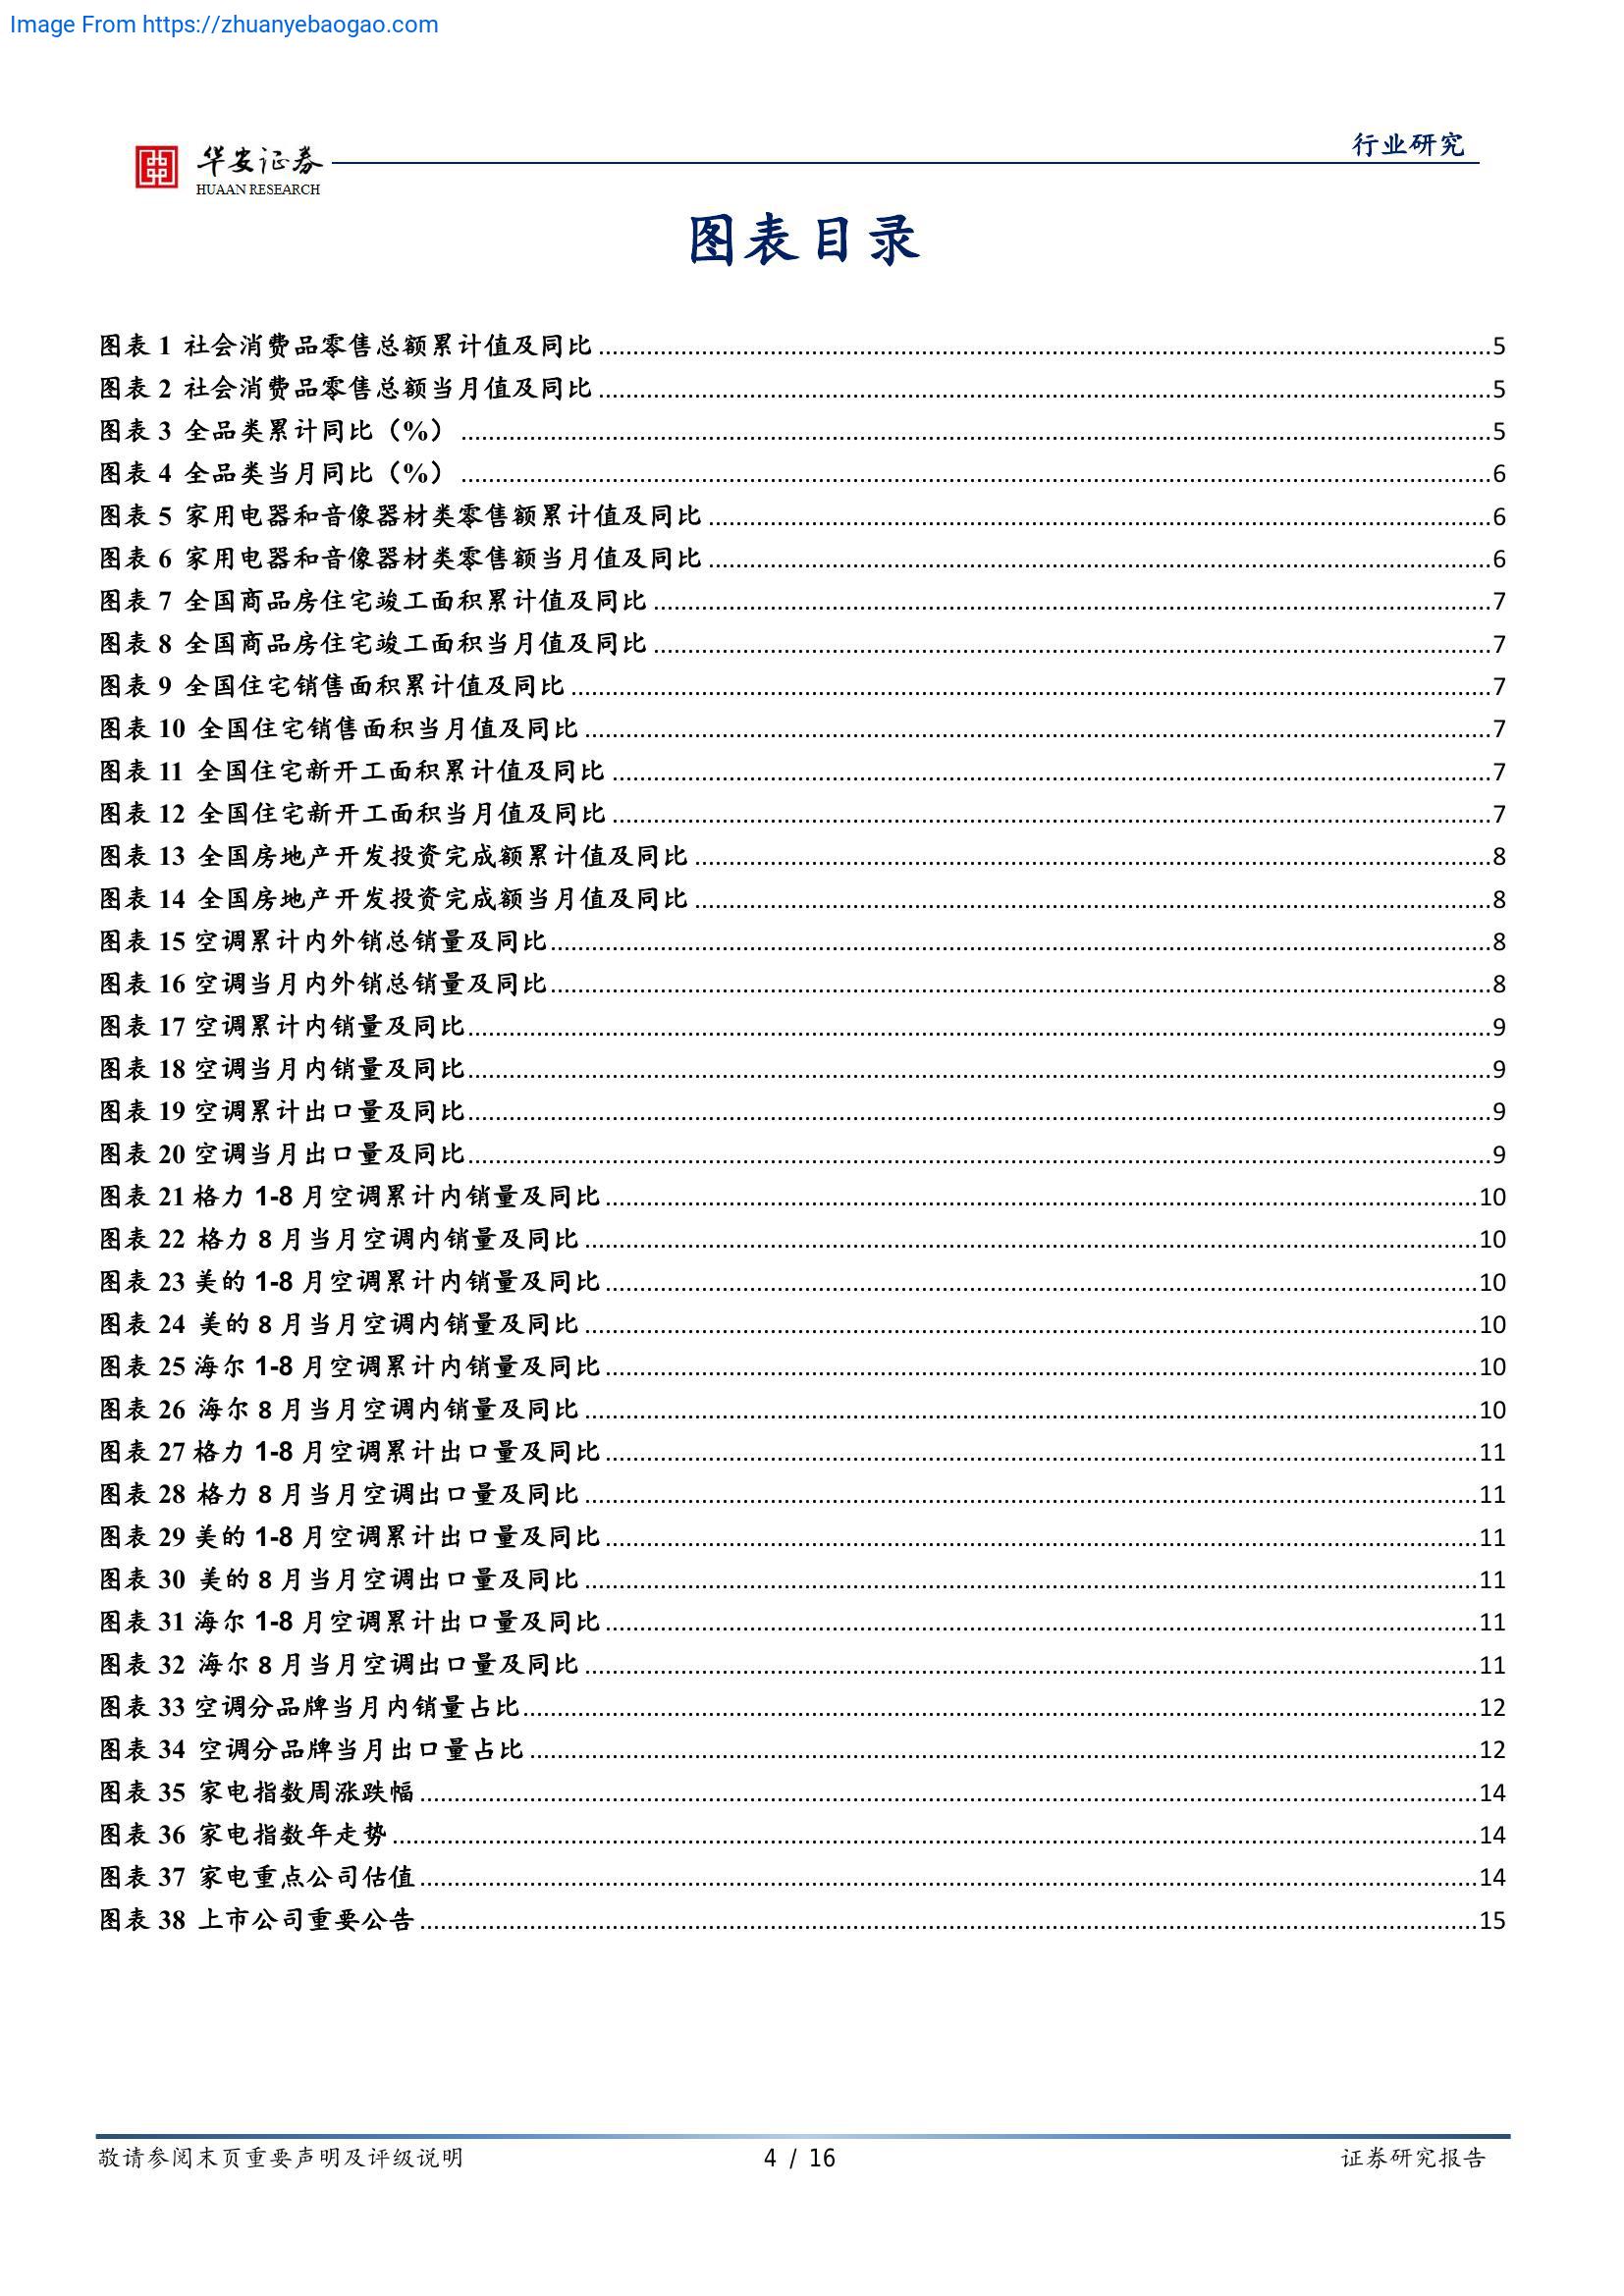 Image From https://zhuanyebaogao.com
行业研究
华安证券
HUAAN RESEARCH
图表目录
图表 1 社会消费品零售总额累计值及同比......5
图表 2 社会消费品零售总额当月值及同比......5
图表 3 全品类累计同比（%）......5
图表 4 全品类当月同比（%）......6
图表 5 家用电器和音像器材类零售额累计值及同比......6
图表 6 家用电器和音像器材类零售额当月值及同比......6
图表 7 全国商品房住宅竣工面积累计值及同比......7
图表 8 全国商品房住宅竣工面积当月值及同比......7
图表 9 全国住宅销售面积累计值及同比......7
图表 10 全国住宅销售面积当月值及同比......7
图表 11 全国住宅新开工面积累计值及同比......7
图表 12 全国住宅新开工面积当月值及同比......7
图表 13 全国房地产开发投资完成额累计值及同比......8
图表 14 全国房地产开发投资完成额当月值及同比......8
图表 15 空调累计内外销总销量及同比......8
图表 16 空调当月内外销总销量及同比......8
图表 17 空调累计内销量及同比......9
图表 18 空调当月内销量及同比......9
图表 19 空调累计出口量及同比......9
图表 20 空调当月出口量及同比......9
图表 21 格力 1-8 月空调累计内销量及同比......10
图表 22 格力 8 月当月空调内销量及同比......10
图表 23 美的 1-8 月空调累计内销量及同比......10
图表 24 美的 8 月当月空调内销量及同比......10
图表 25 海尔 1-8 月空调累计内销量及同比......10
图表 26 海尔 8 月当月空调内销量及同比......10
图表 27 格力 1-8 月空调累计出口量及同比......11
图表 28 格力 8 月当月空调出口量及同比......11
图表 29 美的 1-8 月空调累计出口量及同比......11
图表 30 美的 8 月当月空调出口量及同比......11
图表 31 海尔 1-8 月空调累计出口量及同比......11
图表 32 海尔 8 月当月空调出口量及同比......11
图表 33 空调分品牌当月内销量占比......12
图表 34 空调分品牌当月出口量占比......12
图表 35 家电指数周涨跌幅......14
图表 36 家电指数年走势......14
图表 37 家电重点公司估值......14
图表 38 上市公司重要公告......15
敬请参阅末页重要声明及评级说明 4 / 16 证券研究报告